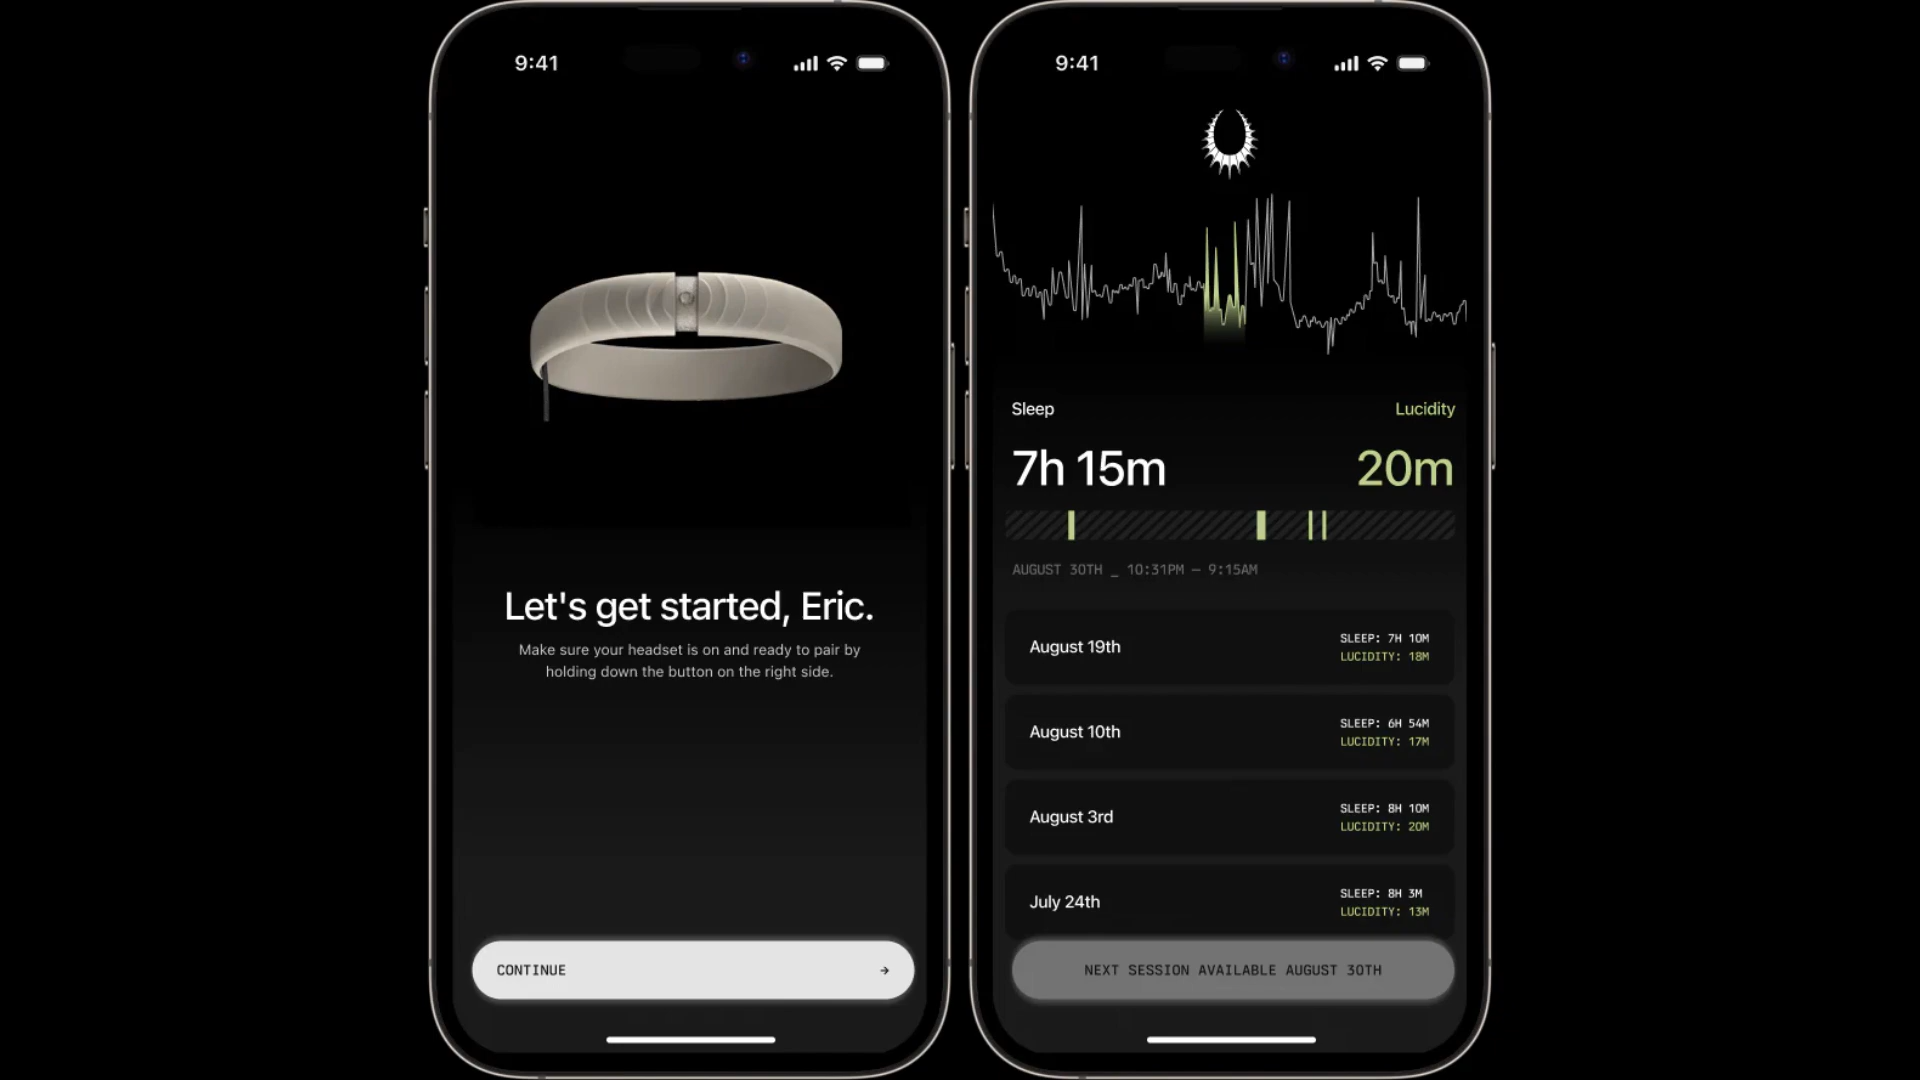 9:41
Let's get started, Eric.
Make sure your headset is on and ready to pair by
holding down the button on the right side.
CONTINUE →
9:41
Sleep Lucidity
7h 15m 20m
AUGUST 30TH _ 10:31PM — 9:15AM
August 19th
SLEEP: 7H 10M
LUCIDITY: 18M
August 10th
SLEEP: 6H 54M
LUCIDITY: 17M
August 3rd
SLEEP: 8H 10M
LUCIDITY: 20M
July 24th
SLEEP: 8H 3M
LUCIDITY: 13M
NEXT SESSION AVAILABLE AUGUST 30TH